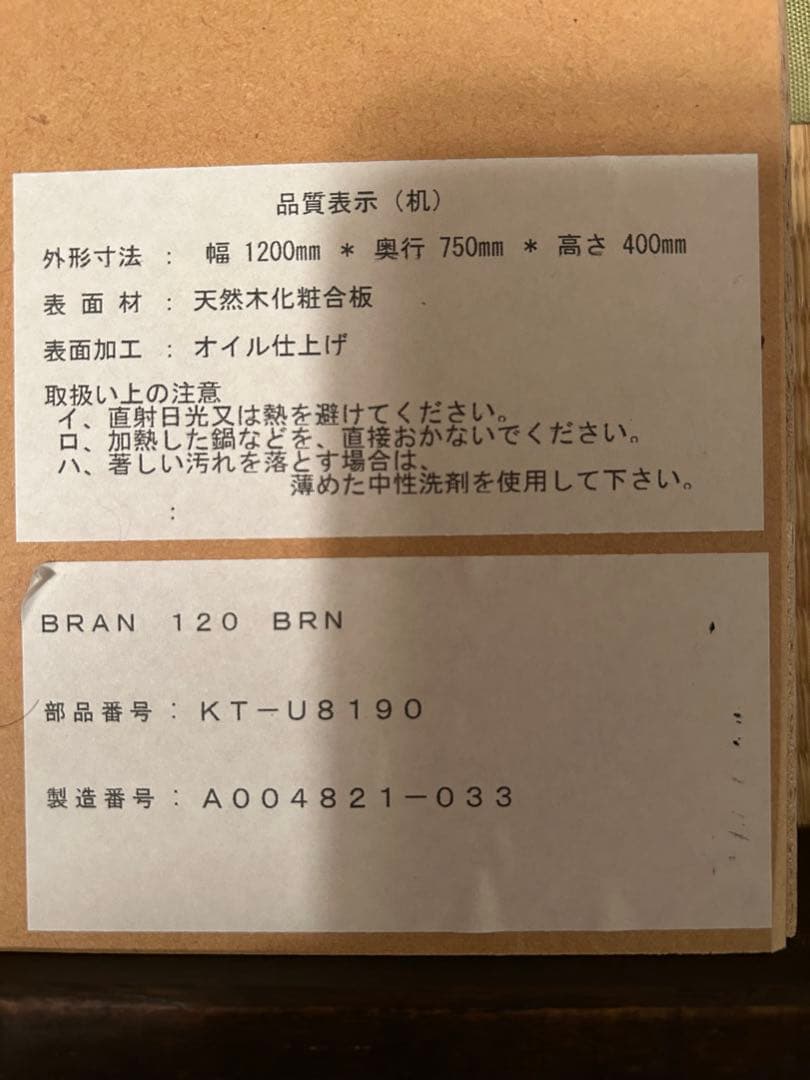 品質表示（机）
外形寸法 ： 幅 1200mm ＊ 奥行 750mm ＊ 高さ 400mm
表 面 材 ： 天然木化粧合板
表面加工 ： オイル仕上げ
取扱い上の注意
イ、直射日光又は熱を避けてください。
ロ、加熱した鍋などを、直接おかないでください。
ハ、著しい汚れを落とす場合は、
薄めた中性洗剤を使用して下さい。
：
ＢＲＡＮ　１２０　ＢＲＮ
部品番号：ＫＴ－Ｕ８１９０
製造番号：Ａ００４８２１－０３３